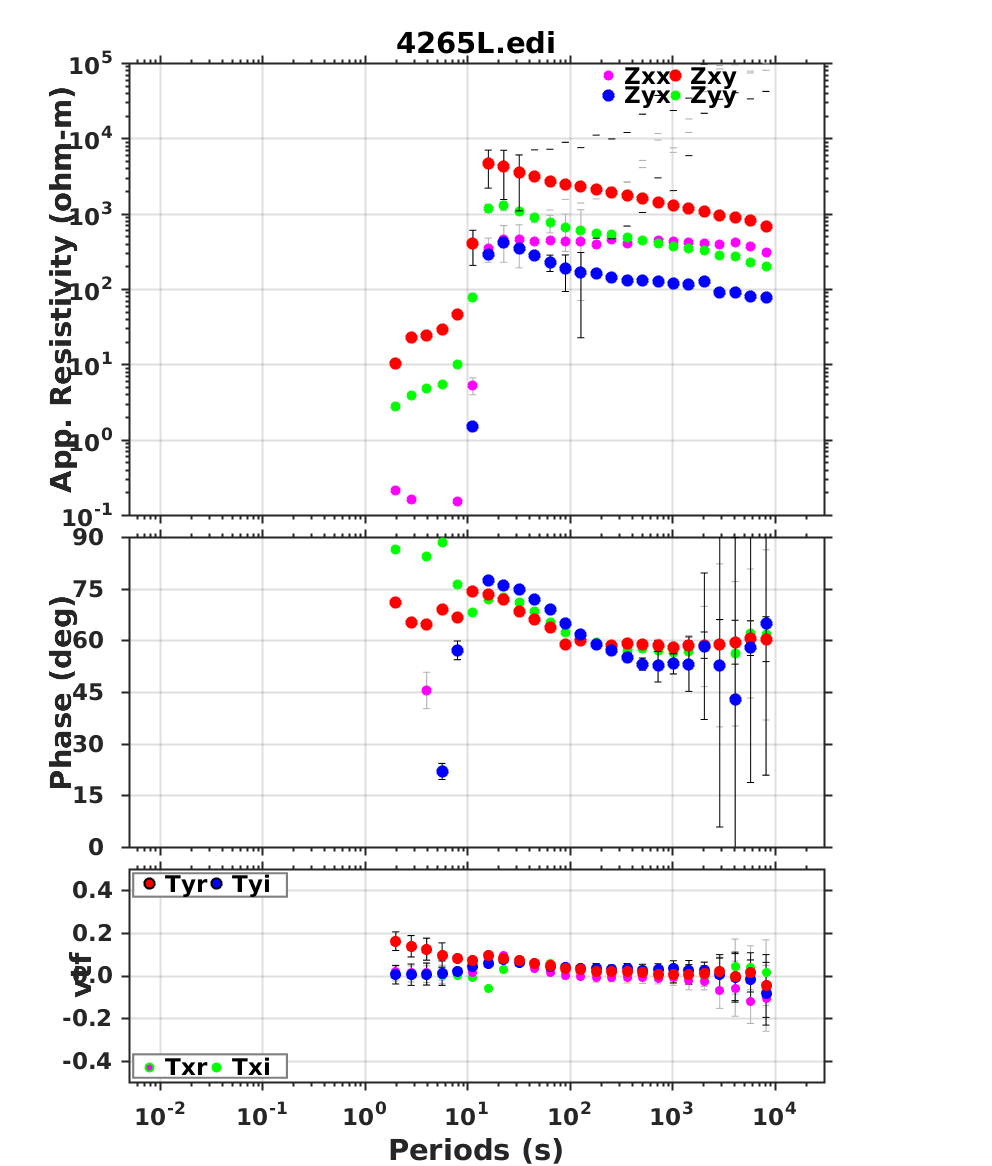 4265L.edi
Zxx Zxy
Zyx Zyy
App. Resistivity (ohm-m)
10^5
10^4
10^3
10^2
10^1
10^0
10^-1
Phase (deg)
90
75
60
45
30
15
0
Tyr Tyi
vtf
0.4
0.2
0.0
-0.2
-0.4
Txr Txi
10^-2 10^-1 10^0 10^1 10^2 10^3 10^4
Periods (s)